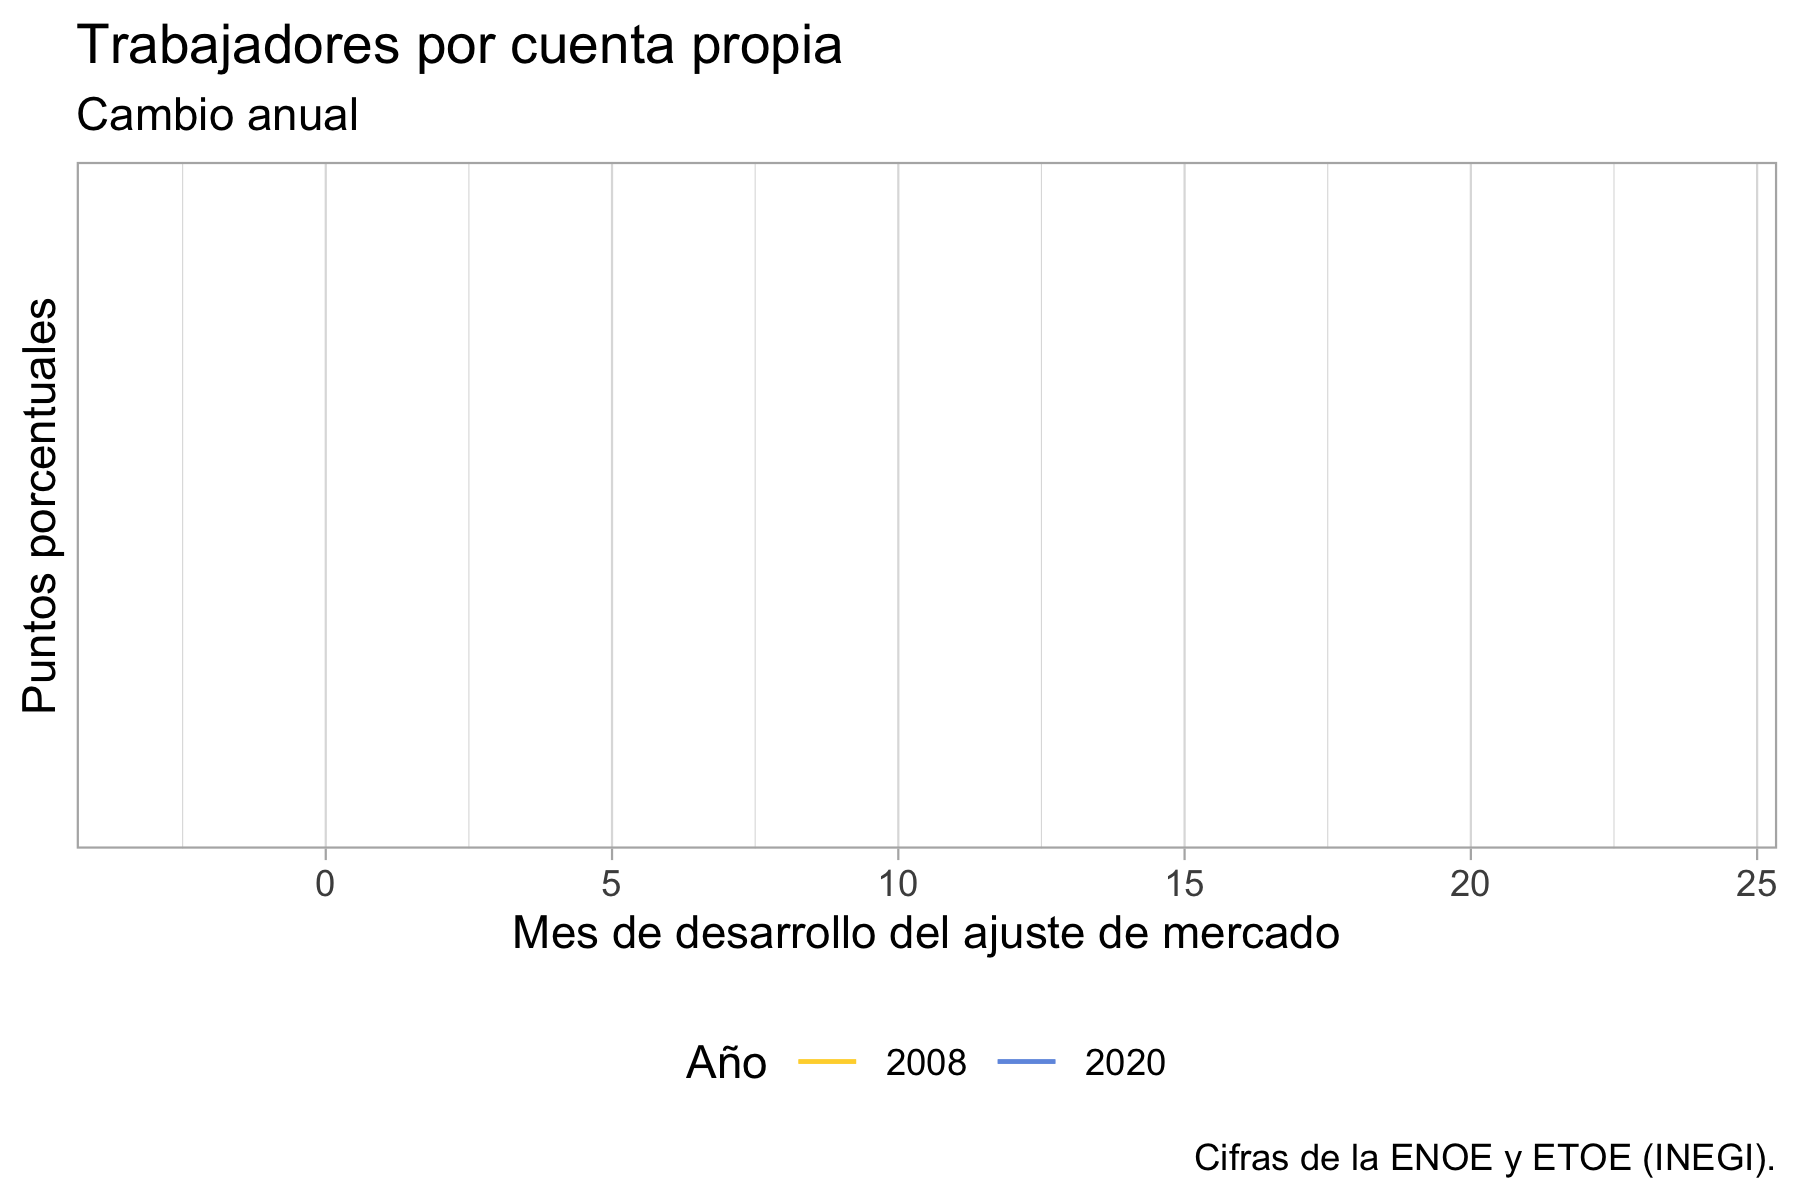 Trabajadores por cuenta propia
Cambio anual
Puntos porcentuales
0 5 10 15 20 25
Mes de desarrollo del ajuste de mercado
Año 2008 2020
Cifras de la ENOE y ETOE (INEGI).